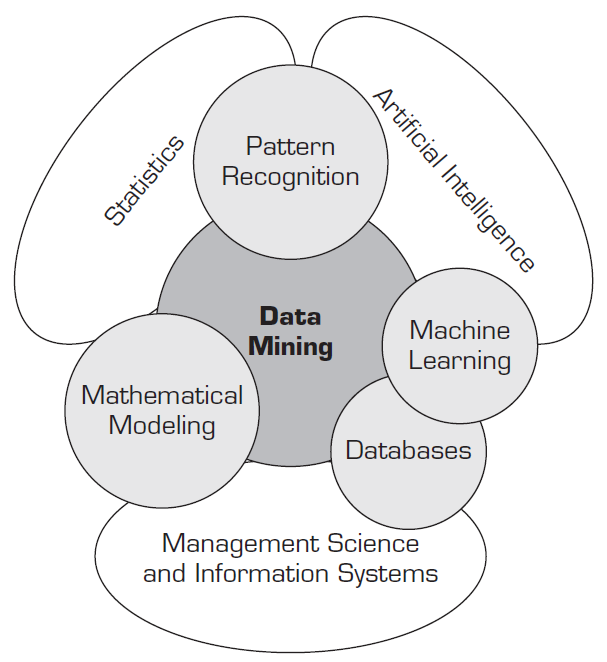 Pattern
Recognition
Statistics
Artificial Intelligence
Data
Mining
Machine
Learning
Mathematical
Modeling
Databases
Management Science
and Information Systems